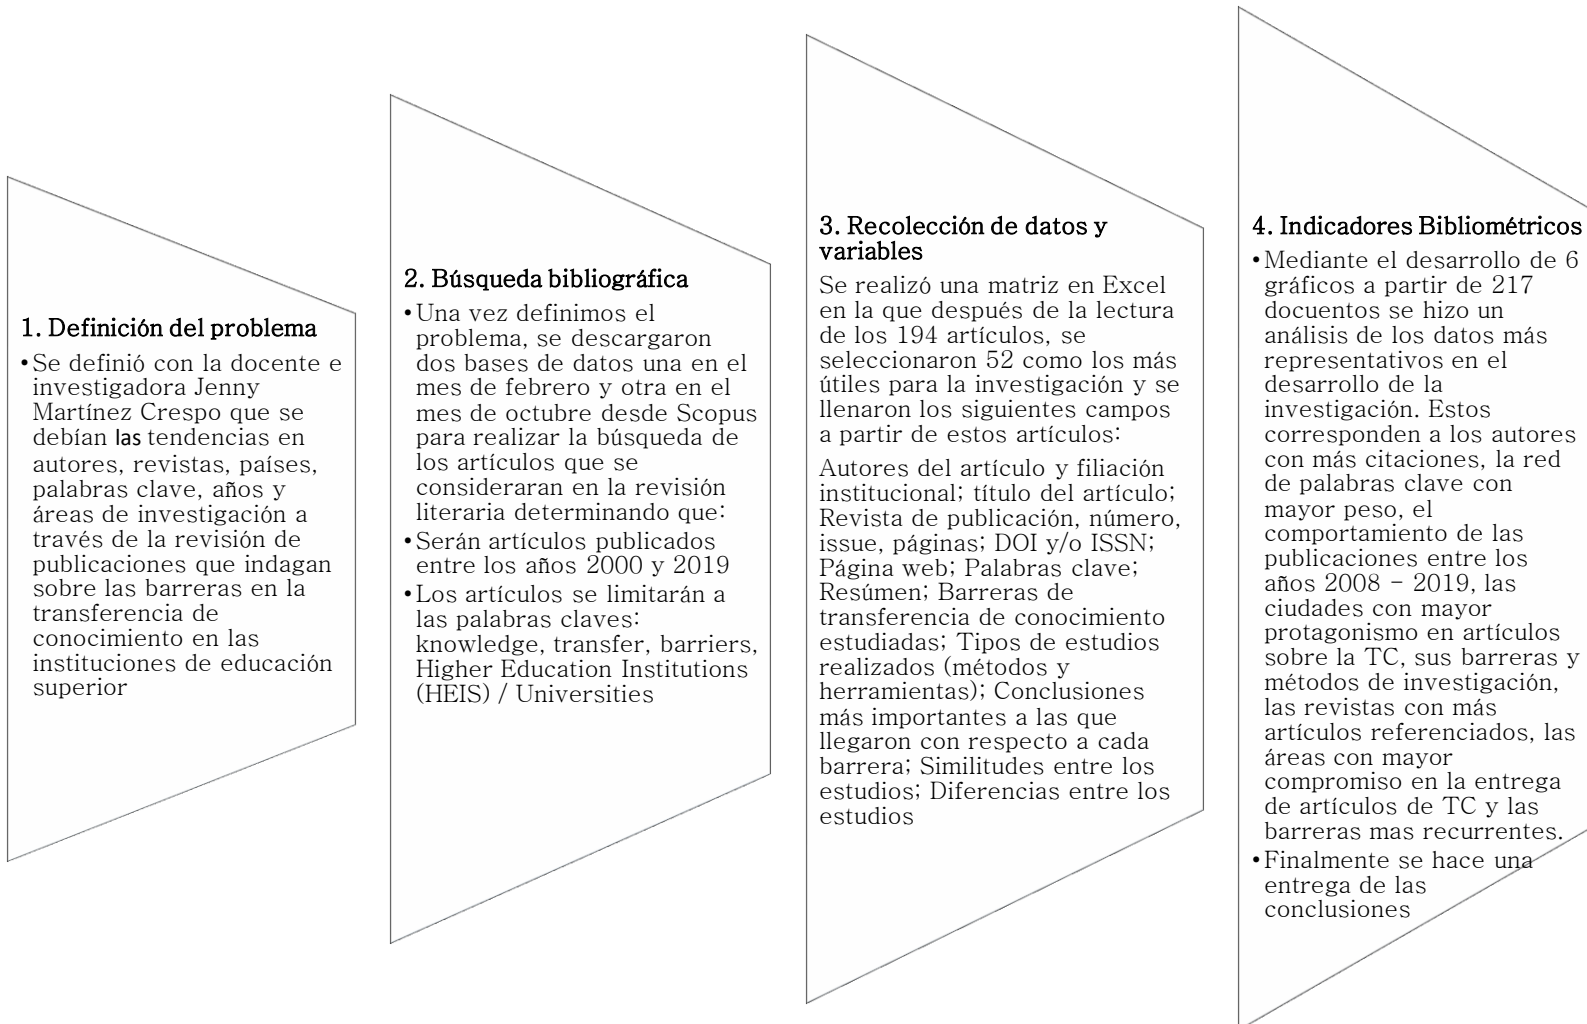 1. Definición del problema
•Se definió con la docente e
investigadora Jenny
Martínez Crespo que se
debían las tendencias en
autores, revistas, países,
palabras clave, años y
áreas de investigación a
través de la revisión de
publicaciones que indagan
sobre las barreras en la
transferencia de
conocimiento en las
instituciones de educación
superior
2. Búsqueda bibliográfica
•Una vez definimos el
problema, se descargaron
dos bases de datos una en el
mes de febrero y otra en el
mes de octubre desde Scopus
para realizar la búsqueda de
los artículos que se
consideraran en la revisión
literaria determinando que:
•Serán artículos publicados
entre los años 2000 y 2019
•Los artículos se limitarán a
las palabras claves:
knowledge, transfer, barriers,
Higher Education Institutions
(HEIS) / Universities
3. Recolección de datos y
variables
Se realizó una matriz en Excel
en la que después de la lectura
de los 194 artículos, se
seleccionaron 52 como los más
útiles para la investigación y se
llenaron los siguientes campos
a partir de estos artículos:
Autores del artículo y filiación
institucional; título del artículo;
Revista de publicación, número,
issue, páginas; DOI y/o ISSN;
Página web; Palabras clave;
Resúmen; Barreras de
transferencia de conocimiento
estudiadas; Tipos de estudios
realizados (métodos y
herramientas); Conclusiones
más importantes a las que
llegaron con respecto a cada
barrera; Similitudes entre los
estudios; Diferencias entre los
estudios
4. Indicadores Bibliométricos
•Mediante el desarrollo de 6
gráficos a partir de 217
docuentos se hizo un
análisis de los datos más
representativos en el
desarrollo de la
investigación. Estos
corresponden a los autores
con más citaciones, la red
de palabras clave con
mayor peso, el
comportamiento de las
publicaciones entre los
años 2008 - 2019, las
ciudades con mayor
protagonismo en artículos
sobre la TC, sus barreras y
métodos de investigación,
las revistas con más
artículos referenciados, las
áreas con mayor
compromiso en la entrega
de artículos de TC y las
barreras mas recurrentes.
•Finalmente se hace una
entrega de las
conclusiones